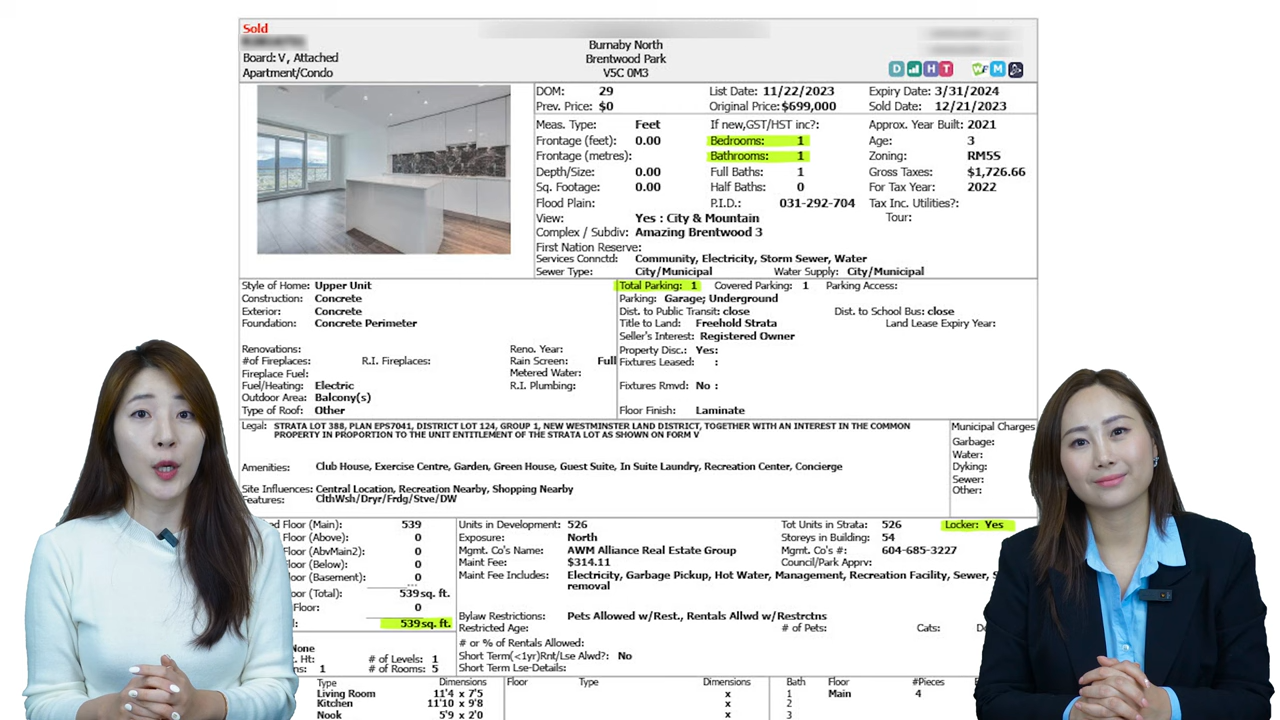 Sold
Burnaby North
Board: V, Attached
Brentwood Park
Apartment/Condo
V5C 0M3
D H T WF M
DOM: 29 List Date: 11/22/2023 Expiry Date: 3/31/2024
Prev. Price: $0 Original Price: $699,000 Sold Date: 12/21/2023
Meas. Type: Feet If new,GST/HST inc?: Approx. Year Built: 2021
Frontage (feet): 0.00 Bedrooms: 1 Age: 3
Frontage (metres): Bathrooms: 1 Zoning: RM5S
Depth/Size: 0.00 Full Baths: 1 Gross Taxes: $1,726.66
Sq. Footage: 0.00 Half Baths: 0 For Tax Year: 2022
Flood Plain: P.I.D.: 031-292-704 Tax Inc. Utilities?:
View: Yes : City & Mountain Tour:
Complex / Subdiv: Amazing Brentwood 3
First Nation Reserve:
Services Connctd: Community, Electricity, Storm Sewer, Water
Sewer Type: City/Municipal Water Supply: City/Municipal
Style of Home: Upper Unit Total Parking: 1 Covered Parking: 1 Parking Access:
Construction: Concrete Parking: Garage; Underground
Exterior: Concrete Dist. to Public Transit: close Dist. to School Bus: close
Foundation: Concrete Perimeter Title to Land: Freehold Strata Land Lease Expiry Year:
Seller's Interest: Registered Owner
Renovations: Reno. Year: Property Disc.: Yes:
#of Fireplaces: R.I. Fireplaces: Rain Screen: Full Fixtures Leased: :
Fireplace Fuel: Metered Water:
Fuel/Heating: Electric R.I. Plumbing: Fixtures Rmvd: No :
Outdoor Area: Balcony(s)
Type of Roof: Other Floor Finish: Laminate
Legal: STRATA LOT 388, PLAN EPS7041, DISTRICT LOT 124, GROUP 1, NEW WESTMINSTER LAND DISTRICT, TOGETHER WITH AN INTEREST IN THE COMMON Municipal Charges
PROPERTY IN PROPORTION TO THE UNIT ENTITLEMENT OF THE STRATA LOT AS SHOWN ON FORM V
Garbage:
Water:
Amenities: Club House, Exercise Centre, Garden, Green House, Guest Suite, In Suite Laundry, Recreation Center, Concierge Dyking:
Sewer:
Site Influences: Central Location, Recreation Nearby, Shopping Nearby Other:
Features: ClthWsh/Dryr/Frdg/Stve/DW
Floor (Main): 539 Units in Development: 526 Tot Units in Strata: 526 Locker: Yes
Floor (Above): 0 Exposure: North Storeys in Building: 54
Floor (AbvMain2): 0 Mgmt. Co's Name: AWM Alliance Real Estate Group Mgmt. Co's #: 604-685-3227
Floor (Below): 0 Maint Fee: $314.11 Council/Park Apprv:
Floor (Basement): 0 Maint Fee Includes: Electricity, Garbage Pickup, Hot Water, Management, Recreation Facility, Sewer, S
removal
(Total): 539 sq. ft.
Floor: 0
Bylaw Restrictions: Pets Allowed w/Rest., Rentals Allwd w/Restrctns
539 sq. ft. Restricted Age: # of Pets: Cats:
# or % of Rentals Allowed:
None Short Term(<1yr)Rnt/Lse Alwd?: No
Ht: # of Levels: 1
1 # of Rooms: 5 Short Term Lse-Details:
Type Dimensions Floor Type Dimensions Bath Floor #Pieces
Living Room 11'4 x 7'5 x 1 Main 4
Kitchen 11'10 x 9'8 x 2
Nook 5'9 x 2'0 x 3